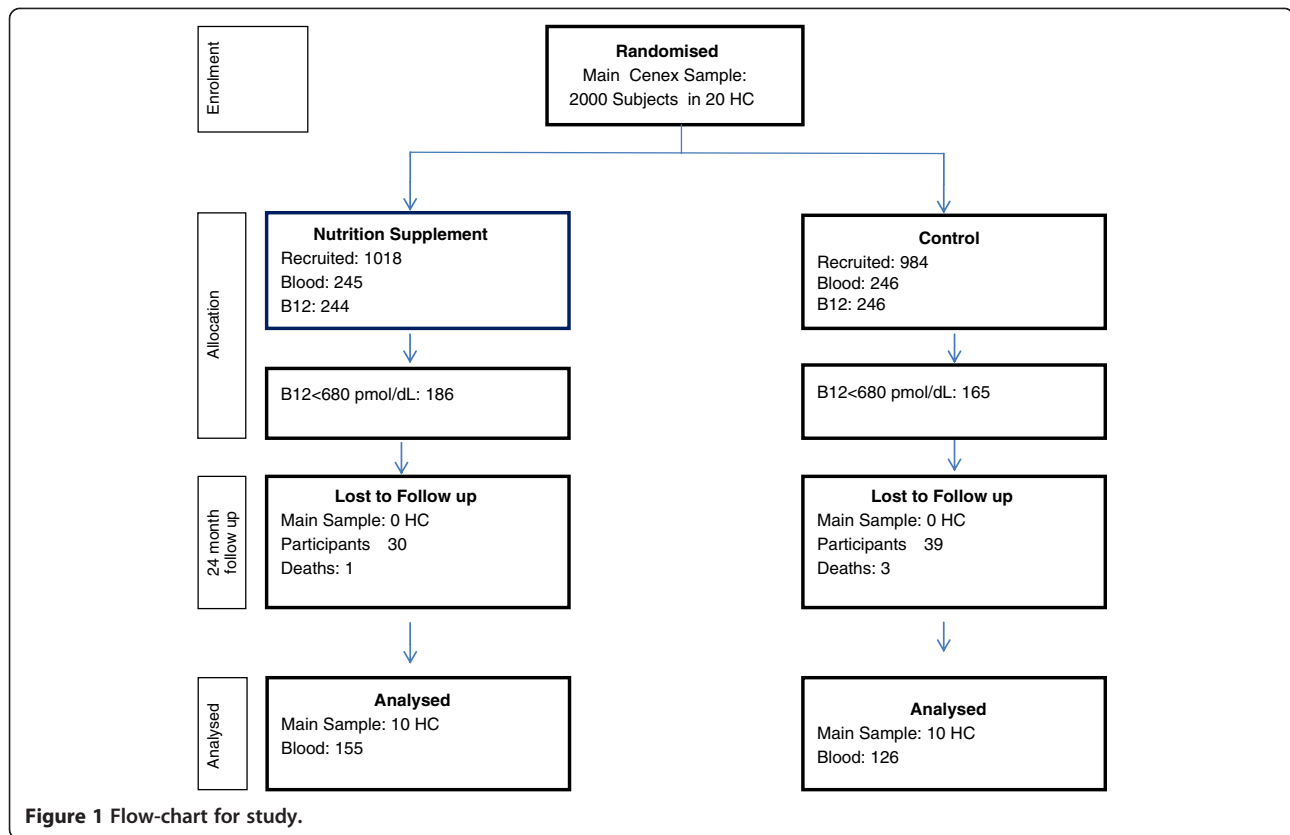 Enrolment
Randomised
Main Cenex Sample:
2000 Subjects in 20 HC
Allocation
Nutrition Supplement
Recruited: 1018
Blood: 245
B12: 244
Control
Recruited: 984
Blood: 246
B12: 246
B12<680 pmol/dL: 186
B12<680 pmol/dL: 165
24 month
follow up
Lost to Follow up
Main Sample: 0 HC
Participants 30
Deaths: 1
Lost to Follow up
Main Sample: 0 HC
Participants 39
Deaths: 3
Analysed
Analysed
Main Sample: 10 HC
Blood: 155
Analysed
Main Sample: 10 HC
Blood: 126
Figure 1 Flow-chart for study.